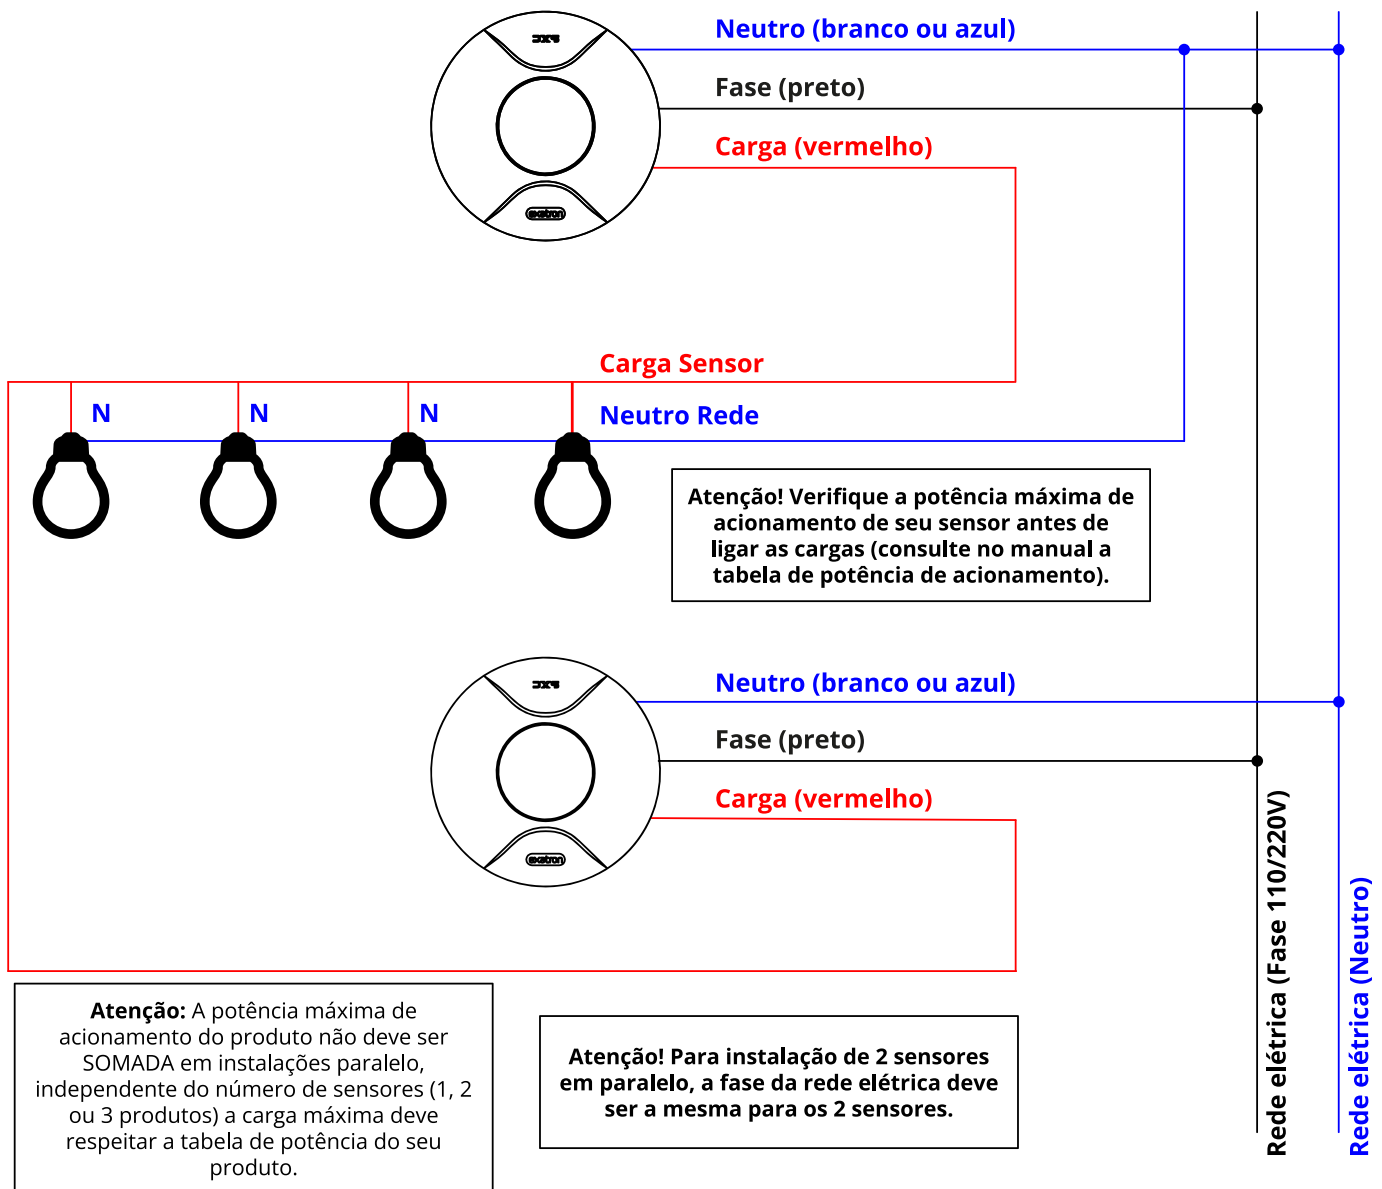 Neutro (branco ou azul)
Fase (preto)
Carga (vermelho)
exatron
Carga Sensor
N
N
N
Neutro Rede
Atenção! Verifique a potência máxima de
acionamento de seu sensor antes de
ligar as cargas (consulte no manual a
tabela de potência de acionamento).
Neutro (branco ou azul)
Fase (preto)
Carga (vermelho)
exatron
Rede elétrica (Fase 110/220V)
Rede elétrica (Neutro)
Atenção: A potência máxima de
acionamento do produto não deve ser
SOMADA em instalações paralelo,
independente do número de sensores (1, 2
ou 3 produtos) a carga máxima deve
respeitar a tabela de potência do seu
produto.
Atenção! Para instalação de 2 sensores
em paralelo, a fase da rede elétrica deve
ser a mesma para os 2 sensores.